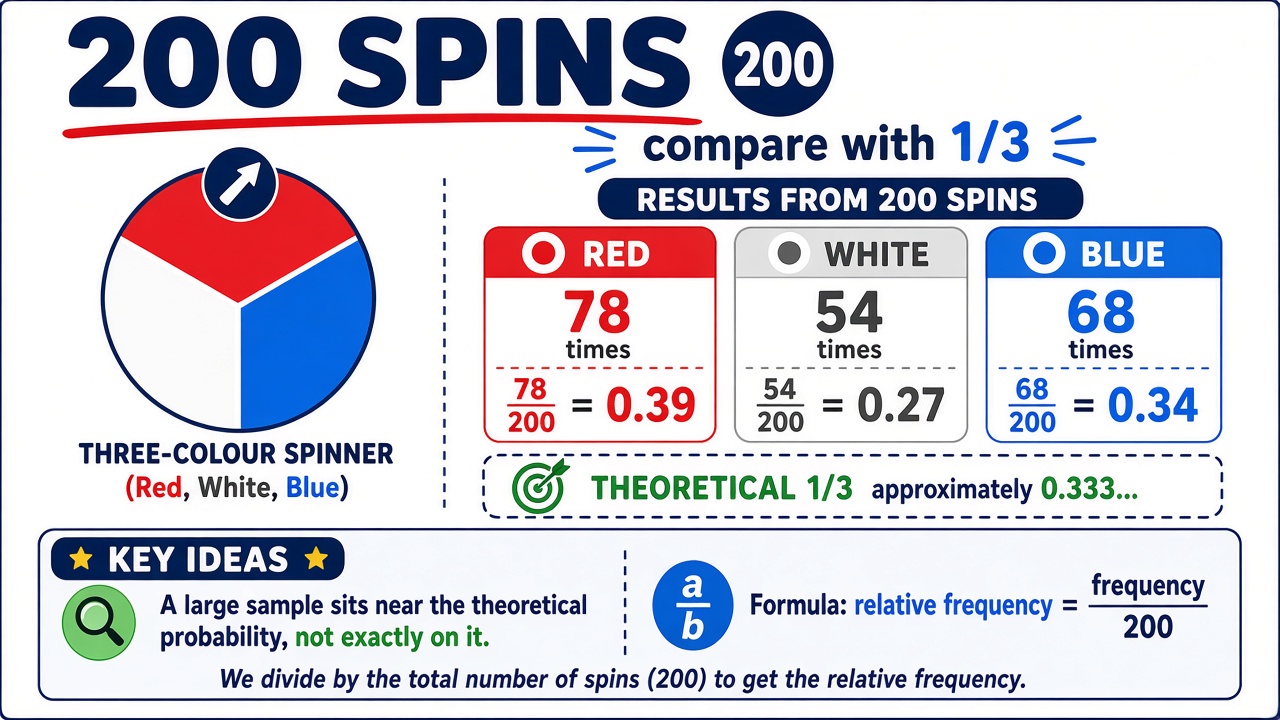 200 SPINS
200
compare with 1/3
RESULTS FROM 200 SPINS
RED
78
times
78/200 = 0.39
WHITE
54
times
54/200 = 0.27
BLUE
68
times
68/200 = 0.34
THREE-COLOUR SPINNER
(Red, White, Blue)
THEORETICAL 1/3 approximately 0.333...
KEY IDEAS
A large sample sits near the theoretical
probability, not exactly on it.
a/b
Formula: relative frequency = frequency/200
We divide by the total number of spins (200) to get the relative frequency.